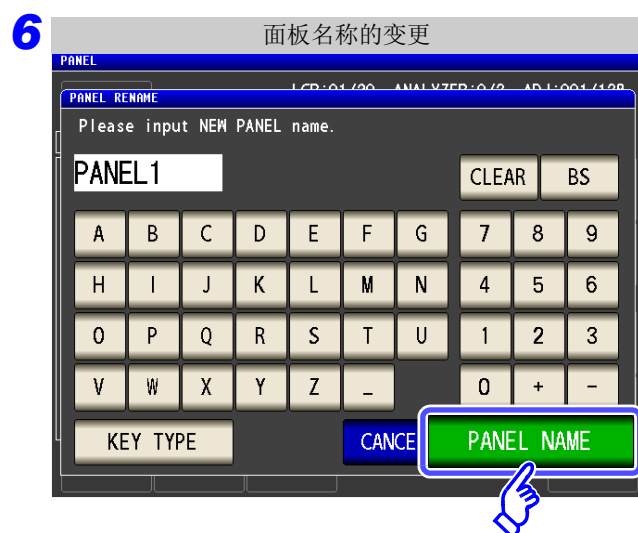 6
面板名称的变更
PANEL
PANEL RENAME
Please input NEW PANEL name.
PANEL1
CLEAR BS
A B C D E F G 7 8 9
H I J K L M N 4 5 6
O P Q R S T U 1 2 3
V W X Y Z _ 0 + -
KEY TYPE CANCE PANEL NAME